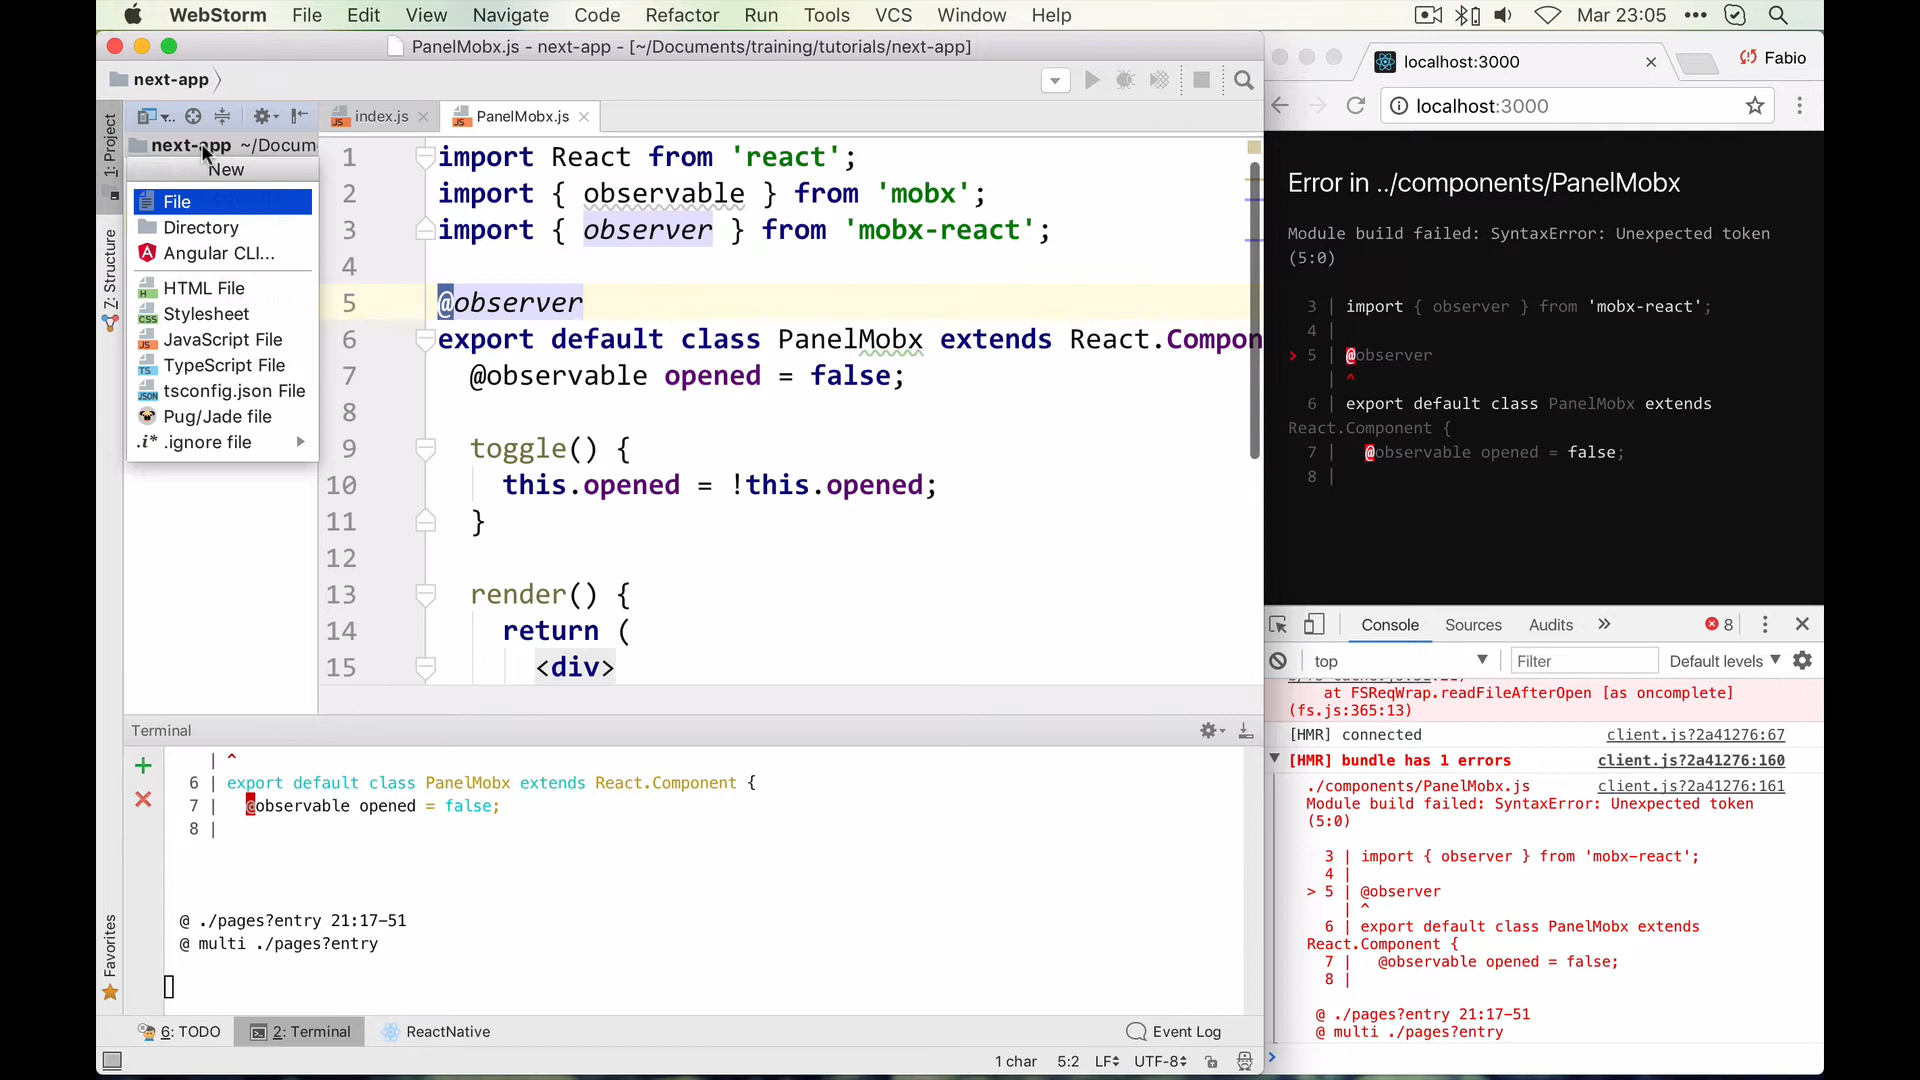 WebStorm File Edit View Navigate Code Refactor Run Tools VCS Window Help Mar 23:05
PanelMobx.js - next-app - [~/Documents/training/tutorials/next-app]
next-app
1: Project
Z: Structure
Favorites
next-app ~/Docum
New
File
Directory
Angular CLI...
HTML File
Stylesheet
JavaScript File
TypeScript File
tsconfig.json File
Pug/Jade file
.i* .ignore file
index.js PanelMobx.js
1 import React from 'react';
2 import { observable } from 'mobx';
3 import { observer } from 'mobx-react';
4
5 @observer
6 export default class PanelMobx extends React.Compon
7 @observable opened = false;
8
9 toggle() {
10 this.opened = !this.opened;
11 }
12
13 render() {
14 return (
15 <div>
Terminal
| ^
6 | export default class PanelMobx extends React.Component {
7 | @observable opened = false;
8 |
@ ./pages?entry 21:17-51
@ multi ./pages?entry
6: TODO 2: Terminal ReactNative Event Log
1 char 5:2 LF UTF-8
localhost:3000 Fabio
localhost:3000
Error in ../components/PanelMobx
Module build failed: SyntaxError: Unexpected token
(5:0)
3 | import { observer } from 'mobx-react';
4 |
> 5 | @observer
| ^
6 | export default class PanelMobx extends
React.Component {
7 | @observable opened = false;
8 |
Console Sources Audits 8
top Filter Default levels
at FSReqWrap.readFileAfterOpen [as oncomplete]
(fs.js:365:13)
[HMR] connected client.js?2a41276:67
[HMR] bundle has 1 errors client.js?2a41276:160
./components/PanelMobx.js client.js?2a41276:161
Module build failed: SyntaxError: Unexpected token
(5:0)
3 | import { observer } from 'mobx-react';
4 |
> 5 | @observer
| ^
6 | export default class PanelMobx extends
React.Component {
7 | @observable opened = false;
8 |
@ ./pages?entry 21:17-51
@ multi ./pages?entry